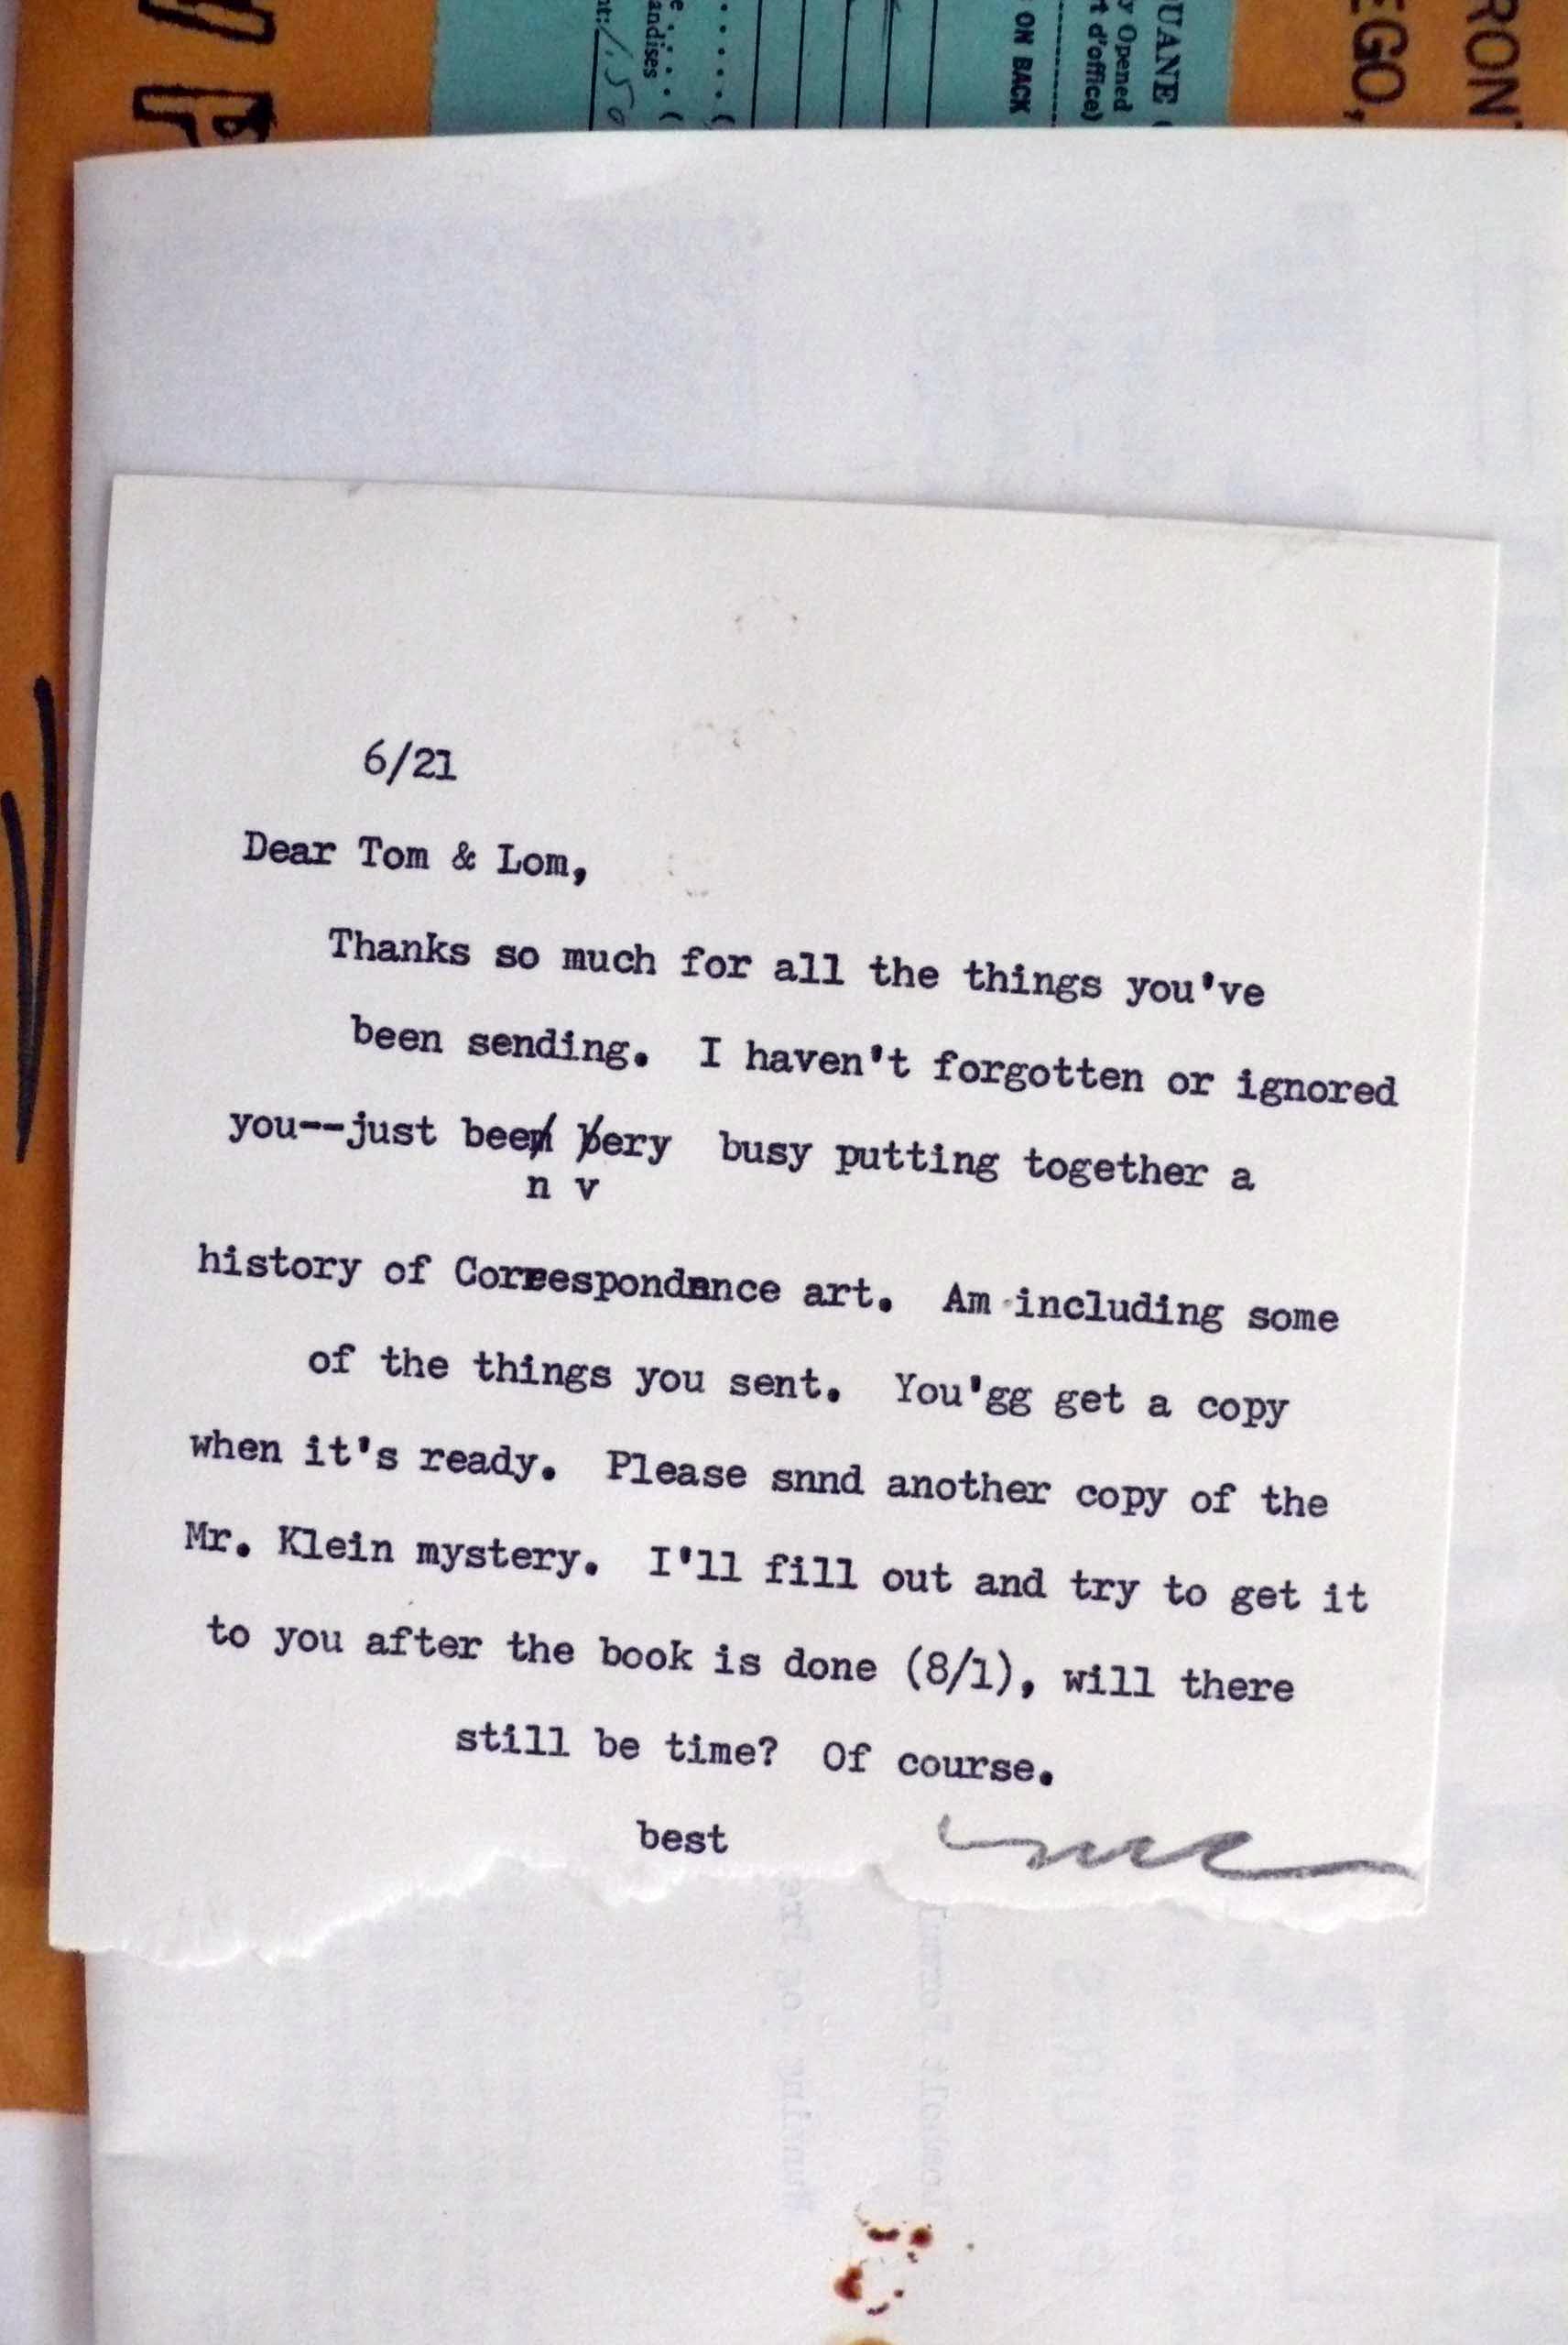 ON BACK
UANE
y Opened
t d'office)
andises
EGO,
RON
6/21
Dear Tom & Lom,
Thanks so much for all the things you've
been sending. I haven't forgotten or ignored
you--just been bery busy putting together a
n v
history of Correspondence art. Am including some
of the things you sent. You'gg get a copy
when it's ready. Please snnd another copy of the
Mr. Klein mystery. I'll fill out and try to get it
to you after the book is done (8/1), will there
still be time? Of course.
best